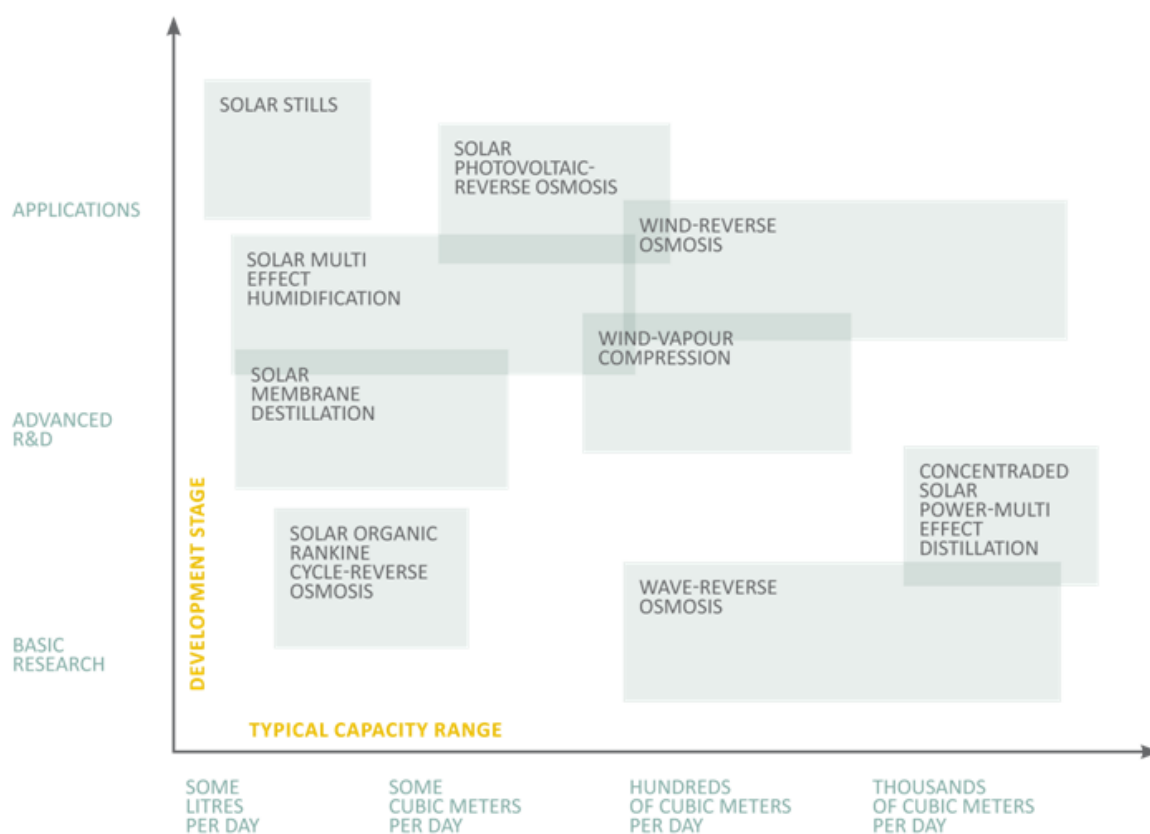 SOLAR STILLS
SOLAR
PHOTOVOLTAIC-
REVERSE OSMOSIS
APPLICATIONS
WIND-REVERSE
OSMOSIS
SOLAR MULTI
EFFECT
HUMIDIFICATION
WIND-VAPOUR
COMPRESSION
SOLAR
MEMBRANE
DESTILLATION
ADVANCED
R&D
CONCENTRADED
SOLAR
POWER-MULTI
EFFECT
DISTILLATION
DEVELOPMENT STAGE
SOLAR ORGANIC
RANKINE
CYCLE-REVERSE
OSMOSIS
WAVE-REVERSE
OSMOSIS
BASIC
RESEARCH
TYPICAL CAPACITY RANGE
SOME
LITRES
PER DAY
SOME
CUBIC METERS
PER DAY
HUNDREDS
OF CUBIC METERS
PER DAY
THOUSANDS
OF CUBIC METERS
PER DAY